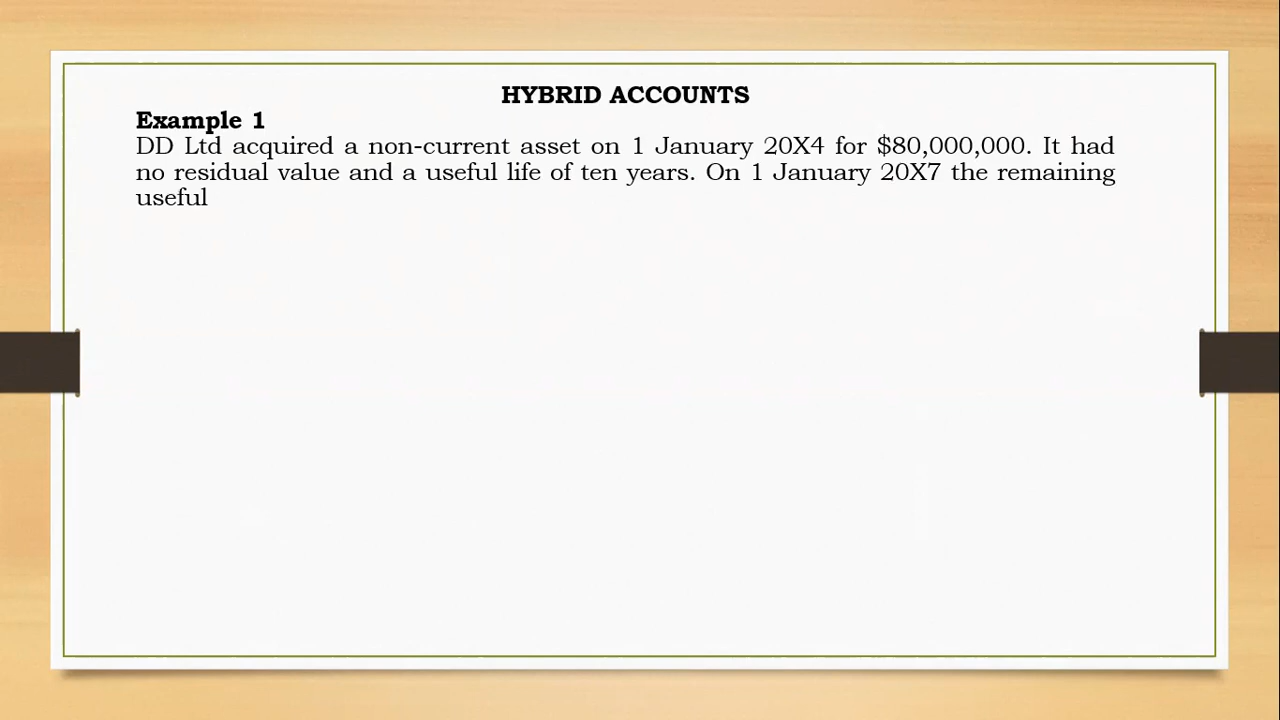 HYBRID ACCOUNTS
Example 1
DD Ltd acquired a non-current asset on 1 January 20X4 for $80,000,000. It had
no residual value and a useful life of ten years. On 1 January 20X7 the remaining
useful